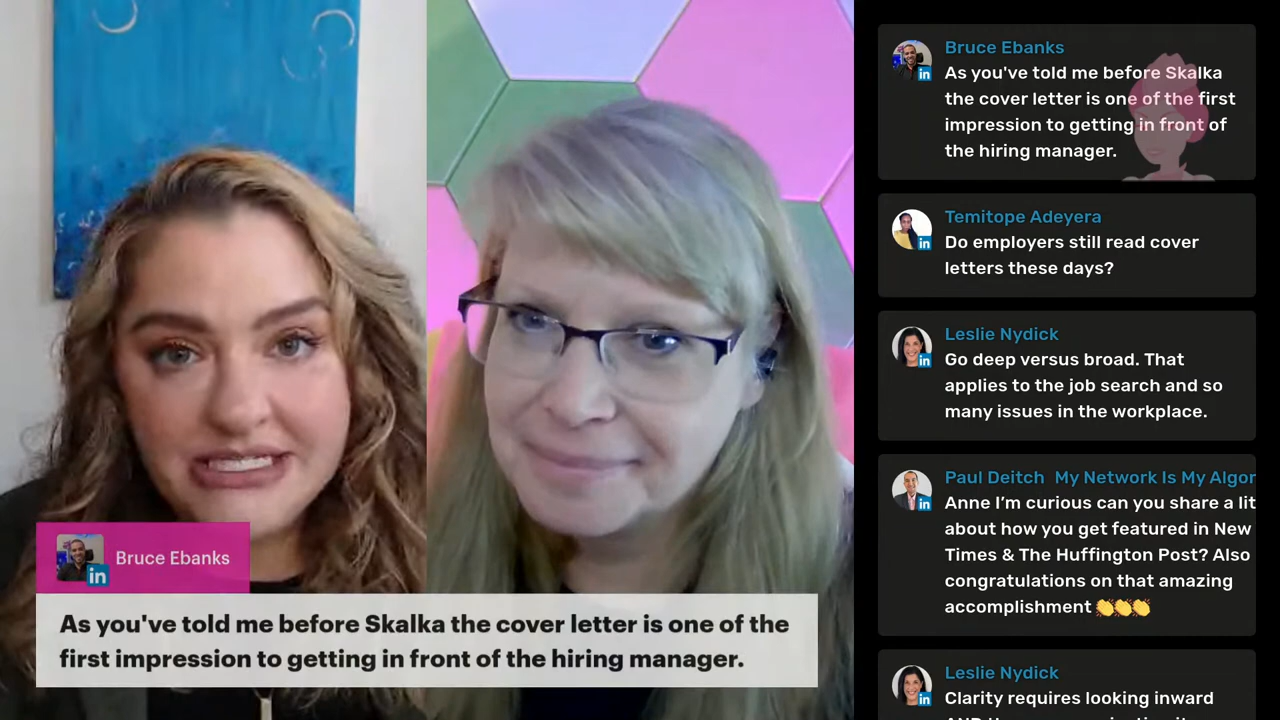 Bruce Ebanks
As you've told me before Skalka the cover letter is one of the
first impression to getting in front of the hiring manager.
Bruce Ebanks
As you've told me before Skalka
the cover letter is one of the first
impression to getting in front of
the hiring manager.
Temitope Adeyera
Do employers still read cover
letters these days?
Leslie Nydick
Go deep versus broad. That
applies to the job search and so
many issues in the workplace.
Paul Deitch My Network Is My Algor
Anne I’m curious can you share a lit
about how you get featured in New
Times & The Huffington Post? Also
congratulations on that amazing
accomplishment 👏👏👏
Leslie Nydick
Clarity requires looking inward